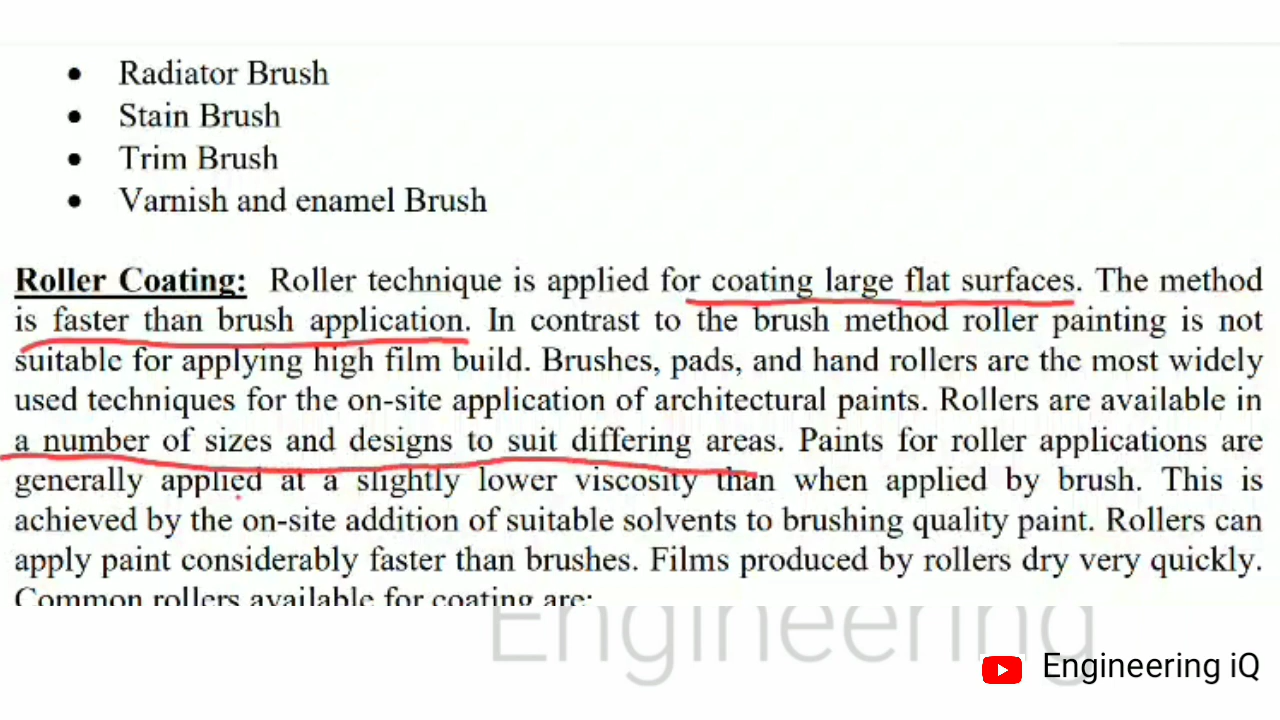 • Radiator Brush
• Stain Brush
• Trim Brush
• Varnish and enamel Brush
Roller Coating: Roller technique is applied for coating large flat surfaces. The method
is faster than brush application. In contrast to the brush method roller painting is not
suitable for applying high film build. Brushes, pads, and hand rollers are the most widely
used techniques for the on-site application of architectural paints. Rollers are available in
a number of sizes and designs to suit differing areas. Paints for roller applications are
generally applied at a slightly lower viscosity than when applied by brush. This is
achieved by the on-site addition of suitable solvents to brushing quality paint. Rollers can
apply paint considerably faster than brushes. Films produced by rollers dry very quickly.
Common rollers available for coating are:
Engineering
Engineering iQ